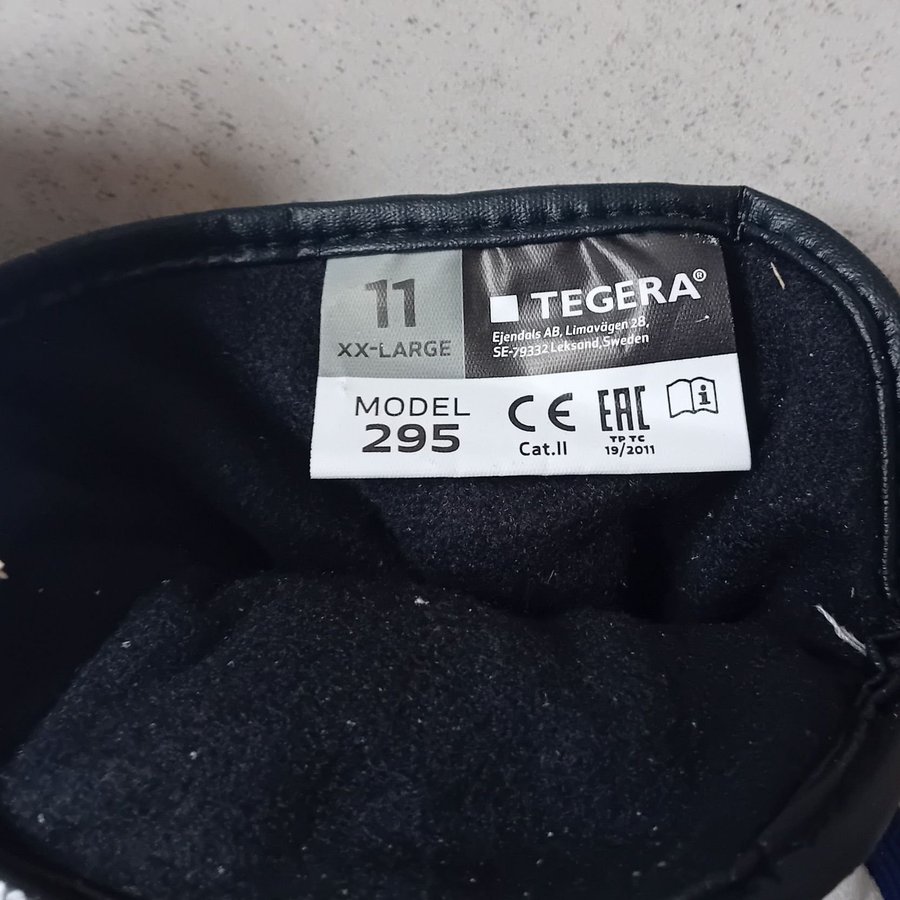 11
XX-LARGE
TEGERA®
Ejendals AB, Limavägen 28,
SE-79332 Leksand, Sweden
MODEL
295
CE
Cat.II
EAC
TP TC
19/2011
i